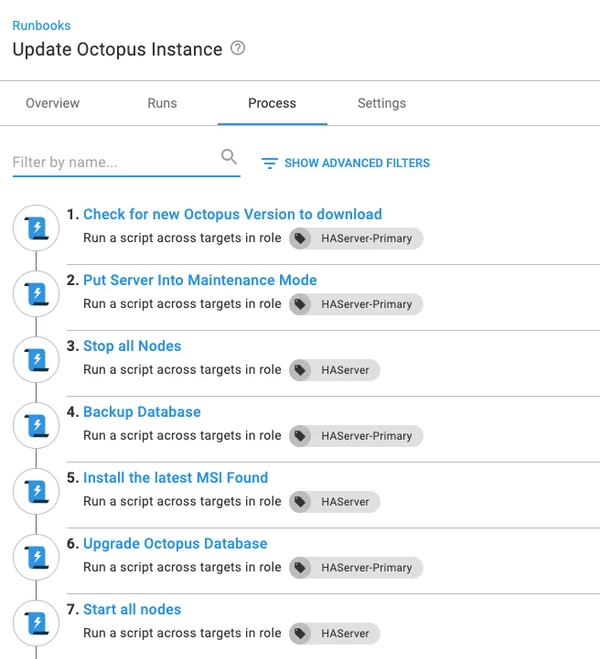 Runbooks
Update Octopus Instance
Overview Runs Process Settings
Filter by name... SHOW ADVANCED FILTERS
1. Check for new Octopus Version to download
Run a script across targets in role HAServer-Primary
2. Put Server Into Maintenance Mode
Run a script across targets in role HAServer-Primary
3. Stop all Nodes
Run a script across targets in role HAServer
4. Backup Database
Run a script across targets in role HAServer-Primary
5. Install the latest MSI Found
Run a script across targets in role HAServer
6. Upgrade Octopus Database
Run a script across targets in role HAServer-Primary
7. Start all nodes
Run a script across targets in role HAServer